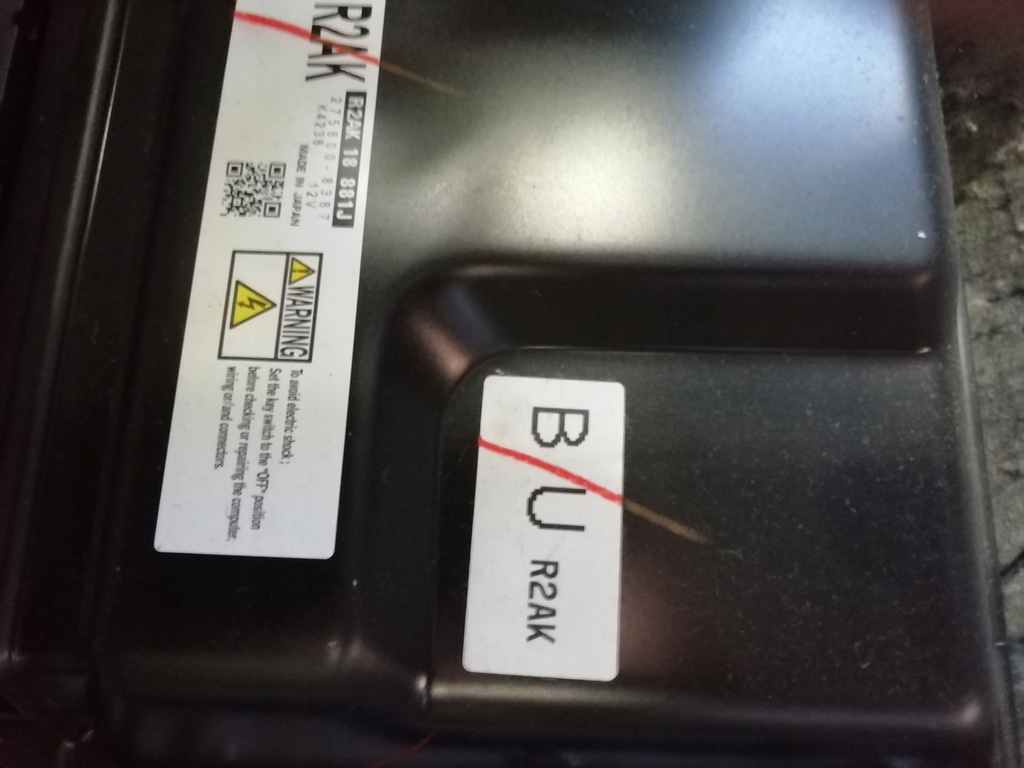 R2AK
R2AK 18 881J
275800-8387
K4238 12V
MADE IN JAPAN
WARNING
To avoid electric shock ;
Set the key switch to the "OFF" position
before checking or repairing the computer,
wiring or/and connectors.
B U R2AK